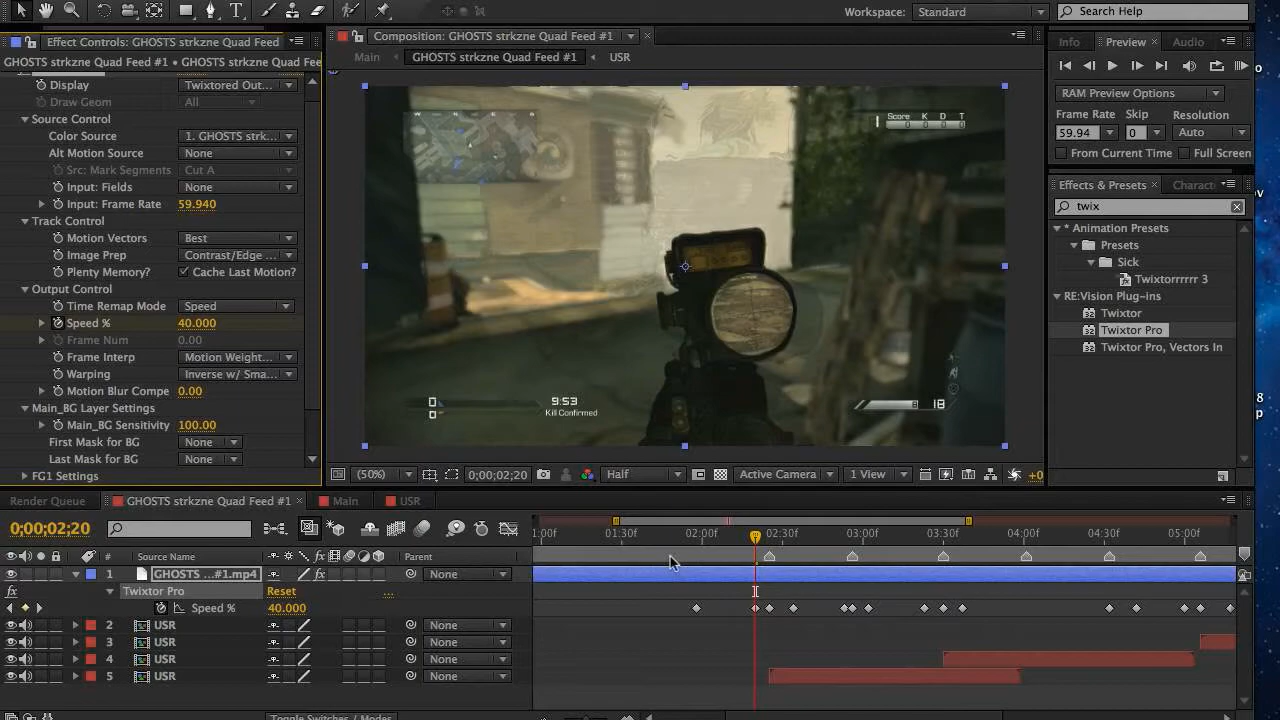 Workspace: Standard
Search Help
Effect Controls: GHOSTS strkzne Quad Feed
GHOSTS strkzne Quad Feed #1 • GHOSTS strkzne Quad F
Display Twixtored Out...
Draw Geom All
Source Control
Color Source 1. GHOSTS strk...
Alt Motion Source None
Src: Mark Segments Cut A
Input: Fields None
Input: Frame Rate 59.940
Track Control
Motion Vectors Best
Image Prep Contrast/Edge ...
Plenty Memory? Cache Last Motion?
Output Control
Time Remap Mode Speed
Speed % 40.000
Frame Num 0.00
Frame Interp Motion Weight...
Warping Inverse w/ Sma...
Motion Blur Compe 0.00
Main_BG Layer Settings
Main_BG Sensitivity 100.00
First Mask for BG None
Last Mask for BG None
FG1 Settings
Composition: GHOSTS strkzne Quad Feed #1
Main GHOSTS strkzne Quad Feed #1 USR
W N E
Score K D T
0 0 0 0
0
0
9:53
Kill Confirmed
18
(50%) 0;00;02;20 Half Active Camera 1 View +0
Info Preview Audio
RAM Preview Options
Frame Rate Skip Resolution
59.94 0 Auto
From Current Time Full Screen
Effects & Presets Charact
twix
* Animation Presets
Presets
Sick
Twixtorrrrrr 3
RE:Vision Plug-ins
Twixtor
Twixtor Pro
Twixtor Pro, Vectors In
Render Queue GHOSTS strkzne Quad Feed #1 Main USR
0;00;02;20
1:00f 01:30f 02:00f 02:30f 03:00f 03:30f 04:00f 04:30f 05:00f
# Source Name fx Parent
1 GHOSTS ...#1.mp4 fx None
fx Twixtor Pro Reset ...
Speed % 40.000
2 USR None
3 USR None
4 USR None
5 USR None
Toggle Switches / Modes